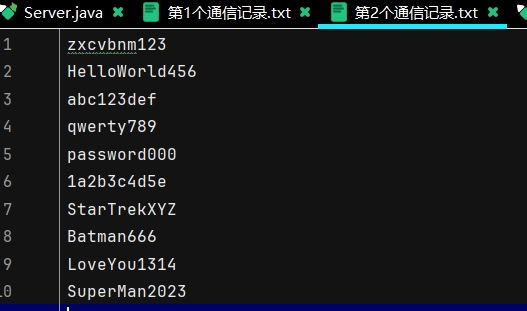 Server.java 第1个通信记录.txt 第2个通信记录.txt
1 zxcvbnm123
2 HelloWorld456
3 abc123def
4 qwerty789
5 password000
6 1a2b3c4d5e
7 StarTrekXYZ
8 Batman666
9 LoveYou1314
10 SuperMan2023